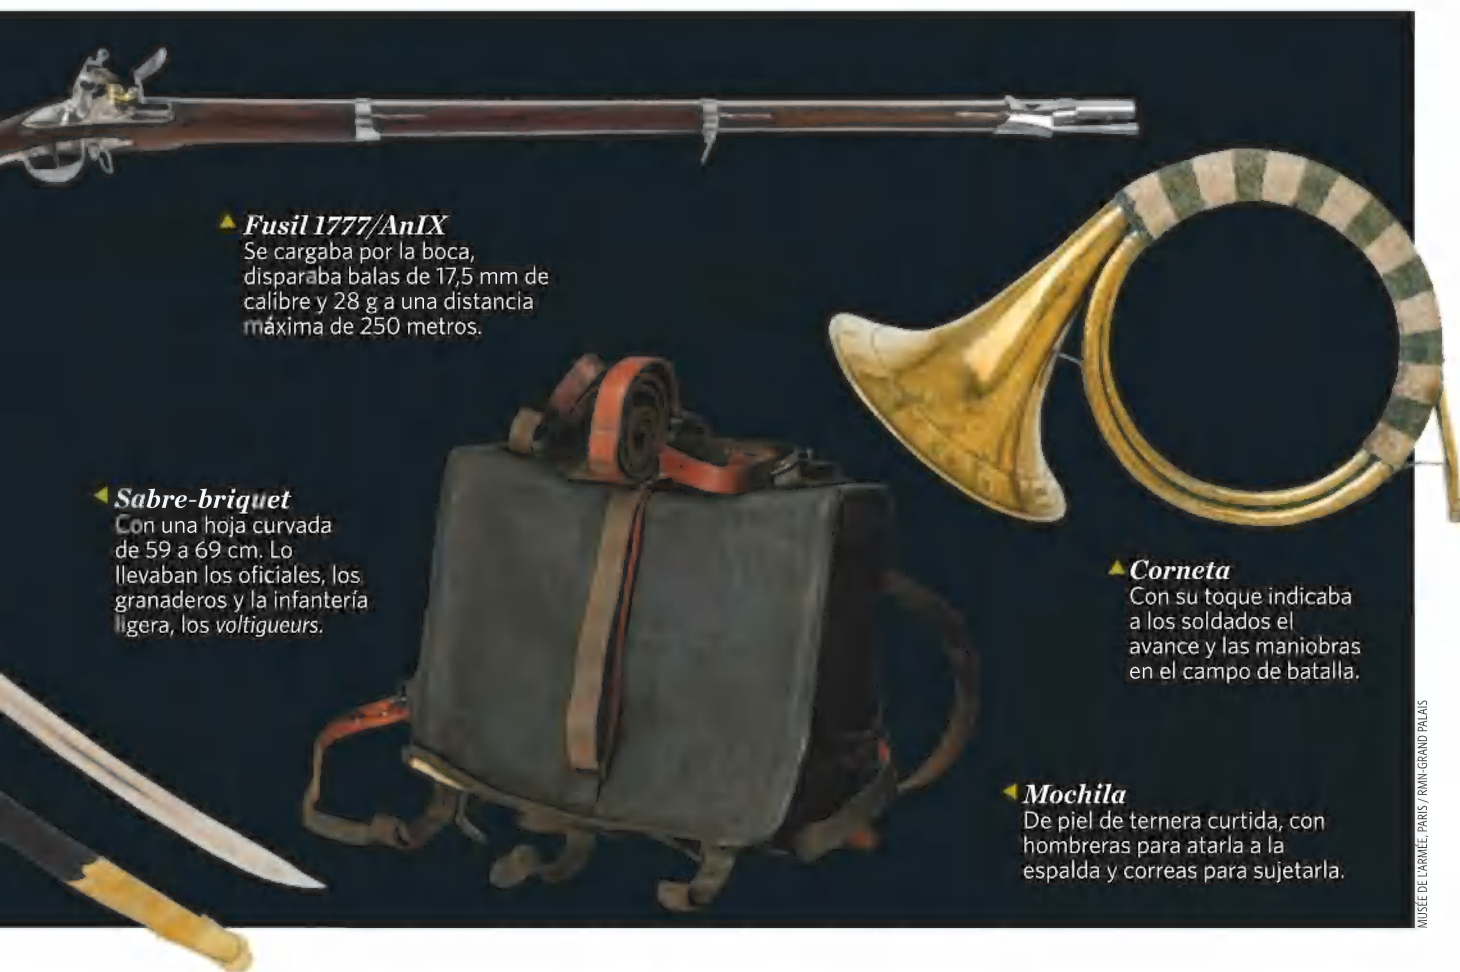 Fusil 1777/AnIX
Se cargaba por la boca,
disparaba balas de 17,5 mm de
calibre y 28 g a una distancia
máxima de 250 metros.
Sabre-briquet
Con una hoja curvada
de 59 a 69 cm. Lo
llevaban los oficiales, los
granaderos y la infantería
ligera, los voltigueurs.
Corneta
Con su toque indicaba
a los soldados el
avance y las maniobras
en el campo de batalla.
Mochila
De piel de ternera curtida, con
hombreras para atarla a la
espalda y correas para sujetarla.
MUSÉE DE L'ARMÉE, PARIS / RMN-GRAND PALAIS